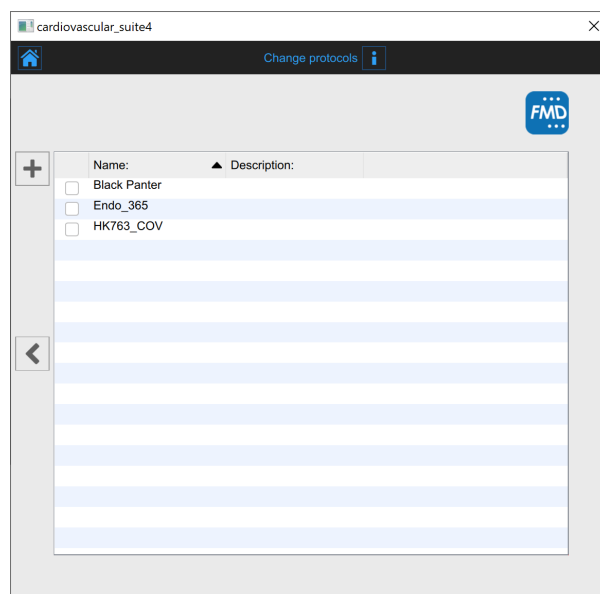 cardiovascular_suite4
Change protocols i
FMD
Name: Description:
Black Panter
Endo_365
HK763_COV